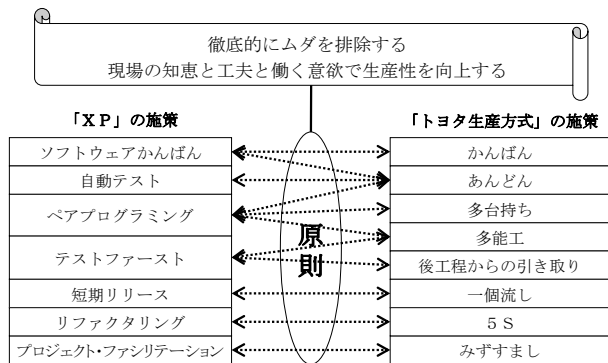 徹底的にムダを排除する
現場の知恵と工夫と働く意欲で生産性を向上する
「ＸＰ」の施策
ソフトウェアかんばん
自動テスト
ペアプログラミング
テストファースト
短期リリース
リファクタリング
プロジェクト・ファシリテーション
原
則
「トヨタ生産方式」の施策
かんばん
あんどん
多台持ち
多能工
後工程からの引き取り
一個流し
５Ｓ
みずすまし